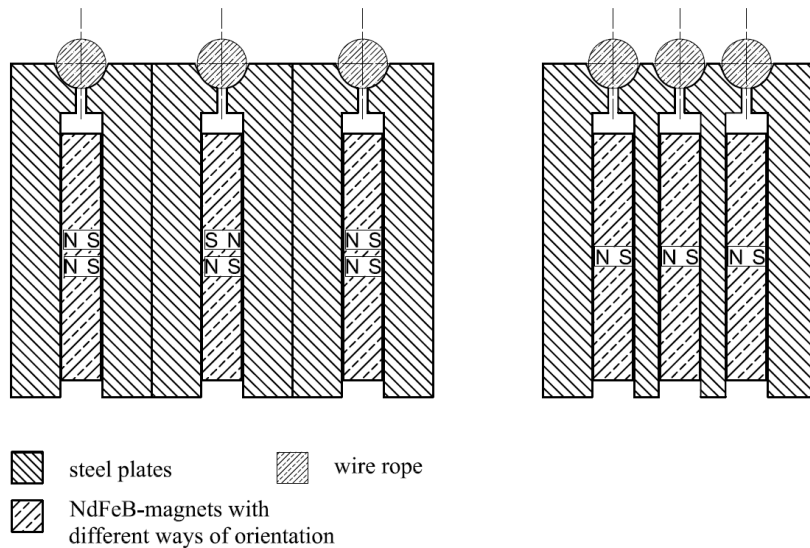 N S
S N
N S
N S
N S
N S
N S
N S
N S
steel plates
wire rope
NdFeB-magnets with
different ways of orientation